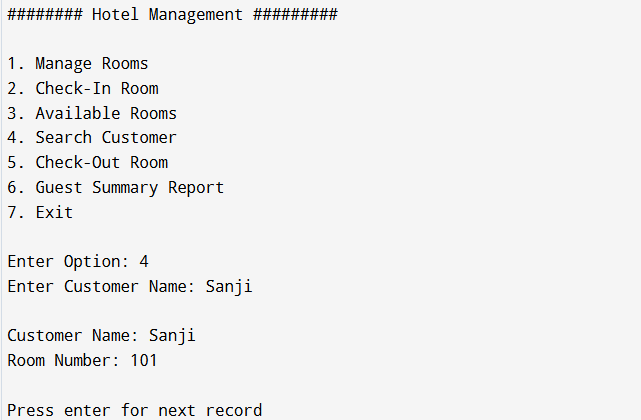 ######## Hotel Management #########
1. Manage Rooms
2. Check-In Room
3. Available Rooms
4. Search Customer
5. Check-Out Room
6. Guest Summary Report
7. Exit
Enter Option: 4
Enter Customer Name: Sanji
Customer Name: Sanji
Room Number: 101
Press enter for next record